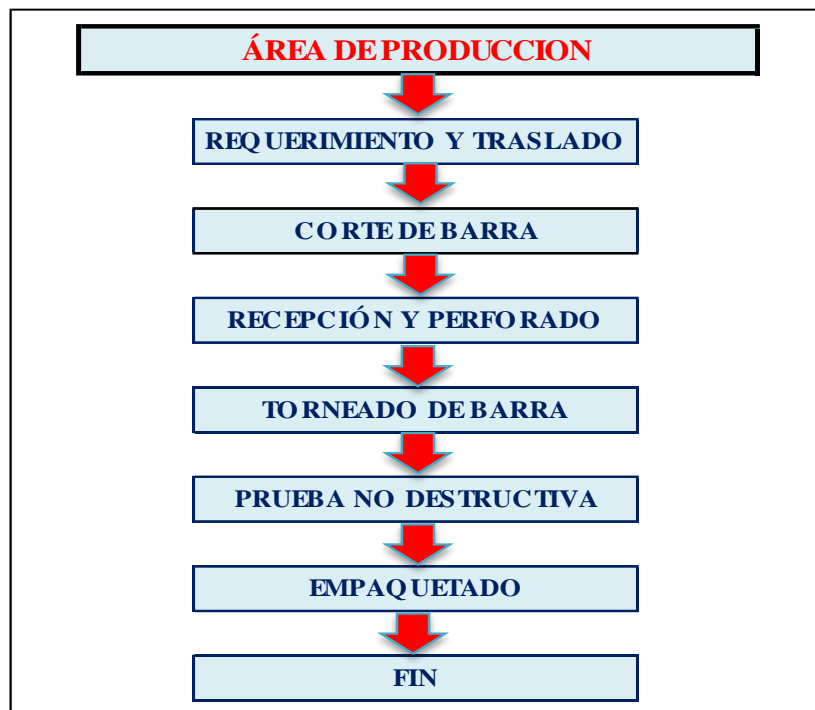 ÁREA DE PRODUCCION
REQUERIMIENTO Y TRASLADO
CORTE DE BARRA
RECEPCIÓN Y PERFORADO
TORNEADO DE BARRA
PRUEBA NO DESTRUCTIVA
EMPAQUETADO
FIN